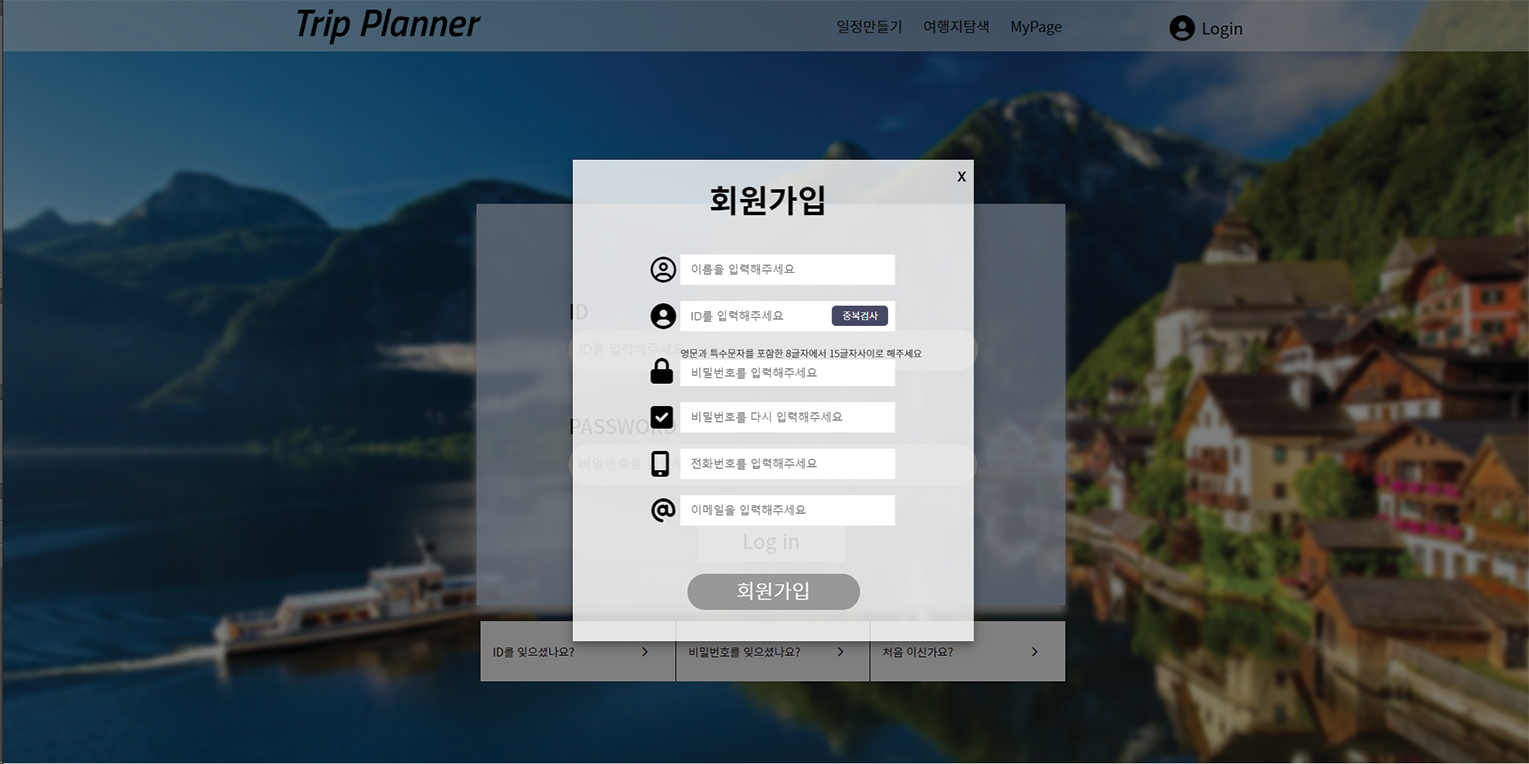 Trip Planner
일정만들기 여행지탐색 MyPage Login
X
회원가입
이름을 입력해주세요
ID
ID를 입력해주세요 중복검사
ID를 입력해주세요
영문과 특수문자를 포함한 8글자에서 15글자사이로 해주세요
비밀번호를 입력해주세요
PASSWORD
비밀번호를 다시 입력해주세요
비밀번호를
전화번호를 입력해주세요
이메일을 입력해주세요
Log in
회원가입
ID를 잊으셨나요? 비밀번호를 잊으셨나요? 처음 이신가요?